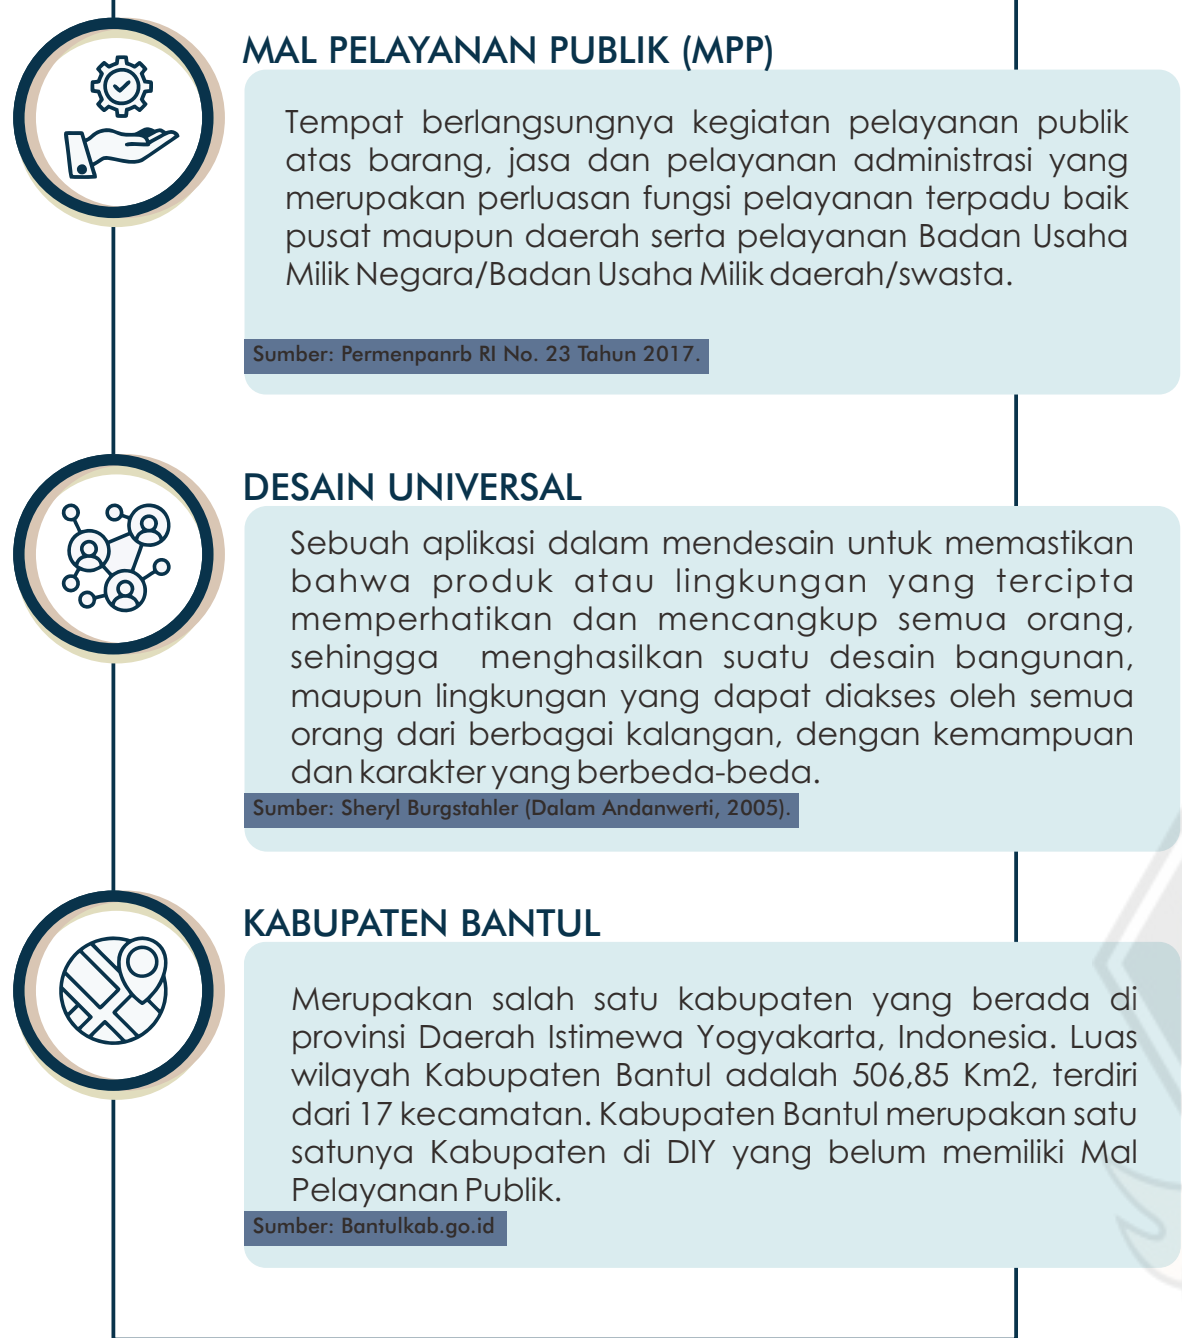 MAL PELAYANAN PUBLIK (MPP)
Tempat berlangsungnya kegiatan pelayanan publik
atas barang, jasa dan pelayanan administrasi yang
merupakan perluasan fungsi pelayanan terpadu baik
pusat maupun daerah serta pelayanan Badan Usaha
Milik Negara/Badan Usaha Milik daerah/swasta.
Sumber: Permenpanrb RI No. 23 Tahun 2017.
DESAIN UNIVERSAL
Sebuah aplikasi dalam mendesain untuk memastikan
bahwa produk atau lingkungan yang tercipta
memperhatikan dan mencangkup semua orang,
sehingga menghasilkan suatu desain bangunan,
maupun lingkungan yang dapat diakses oleh semua
orang dari berbagai kalangan, dengan kemampuan
dan karakter yang berbeda-beda.
Sumber: Sheryl Burgstahler (Dalam Andanwerti, 2005).
KABUPATEN BANTUL
Merupakan salah satu kabupaten yang berada di
provinsi Daerah Istimewa Yogyakarta, Indonesia. Luas
wilayah Kabupaten Bantul adalah 506,85 Km2, terdiri
dari 17 kecamatan. Kabupaten Bantul merupakan satu
satunya Kabupaten di DIY yang belum memiliki Mal
Pelayanan Publik.
Sumber: Bantulkab.go.id